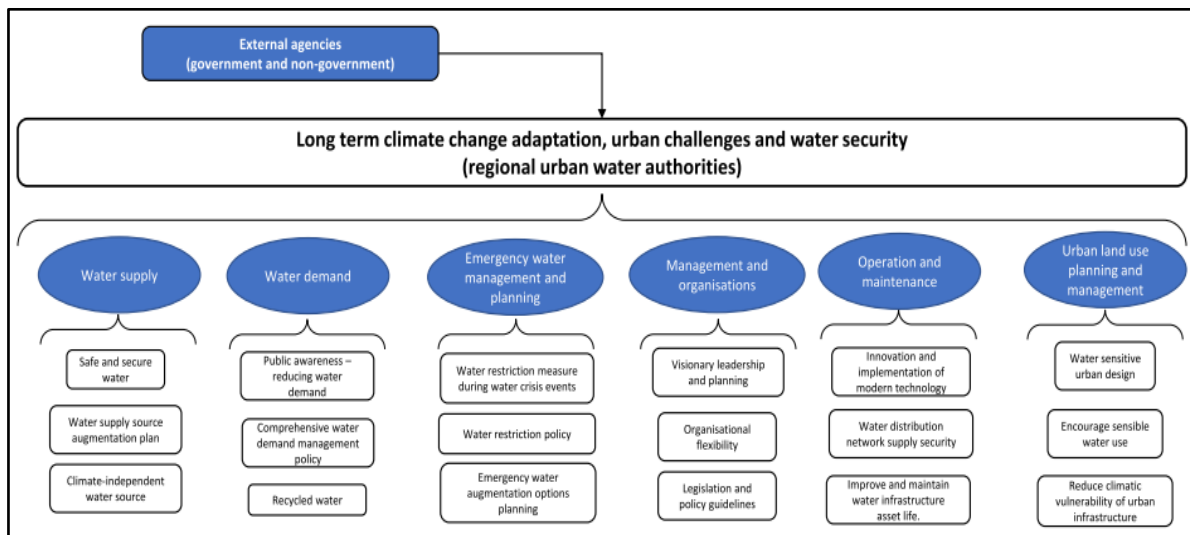 External agencies
(government and non-government)
Long term climate change adaptation, urban challenges and water security
(regional urban water authorities)
Water supply
Safe and secure
water
Water supply source
augmentation plan
Climate-independent
water source
Water demand
Public awareness –
reducing water
demand
Comprehensive water
demand management
policy
Recycled water
Emergency water
management and
planning
Water restriction measure
during water crisis events
Water restriction policy
Emergency water
augmentation options
planning
Management and
organisations
Visionary leadership
and planning
Organisational
flexibility
Legislation and
policy guidelines
Operation and
maintenance
Innovation and
implementation of
modern technology
Water distribution
network supply security
Improve and maintain
water infrastructure
asset life.
Urban land use
planning and
management
Water sensitive
urban design
Encourage sensible
water use
Reduce climatic
vulnerability of urban
infrastructure